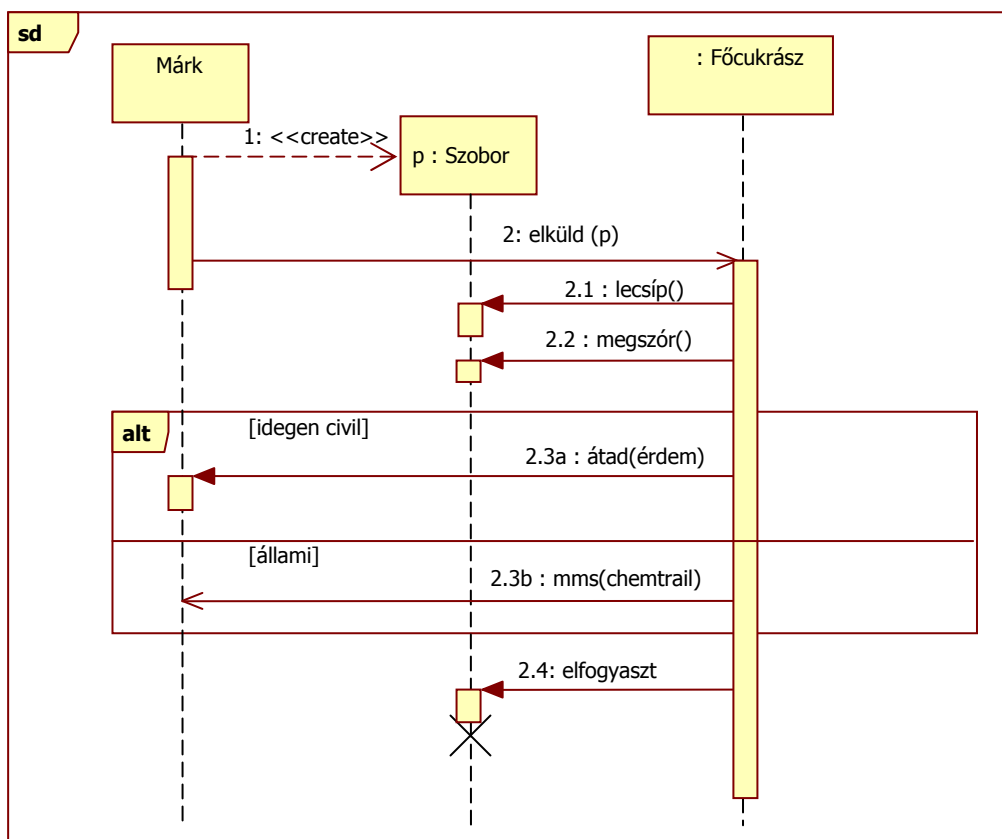 sd
Márk
: Főcukrász
1: <<create>>
p : Szobor
2: elküld (p)
2.1 : lecsíp()
2.2 : megszór()
alt
[idegen civil]
2.3a : átad(érdem)
[állami]
2.3b : mms(chemtrail)
2.4: elfogyaszt